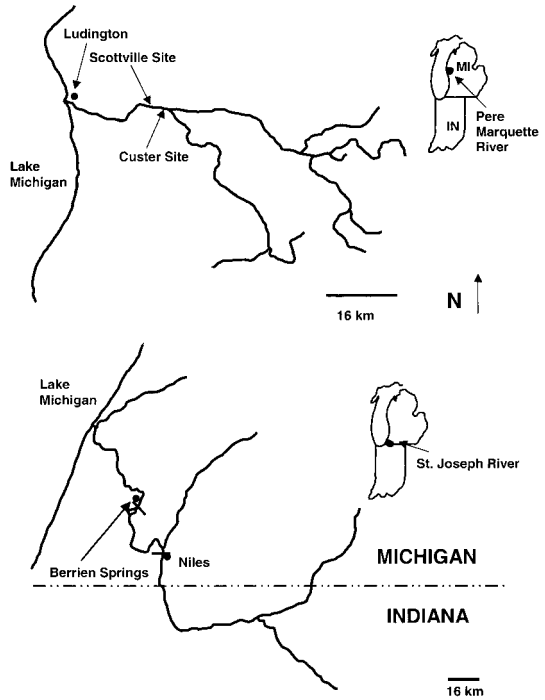 Ludington
Scottville Site
MI
Pere
Marquette
River
IN
Custer Site
Lake
Michigan
N
16 km
Lake
Michigan
St. Joseph River
MICHIGAN
Niles
Berrien Springs
INDIANA
16 km